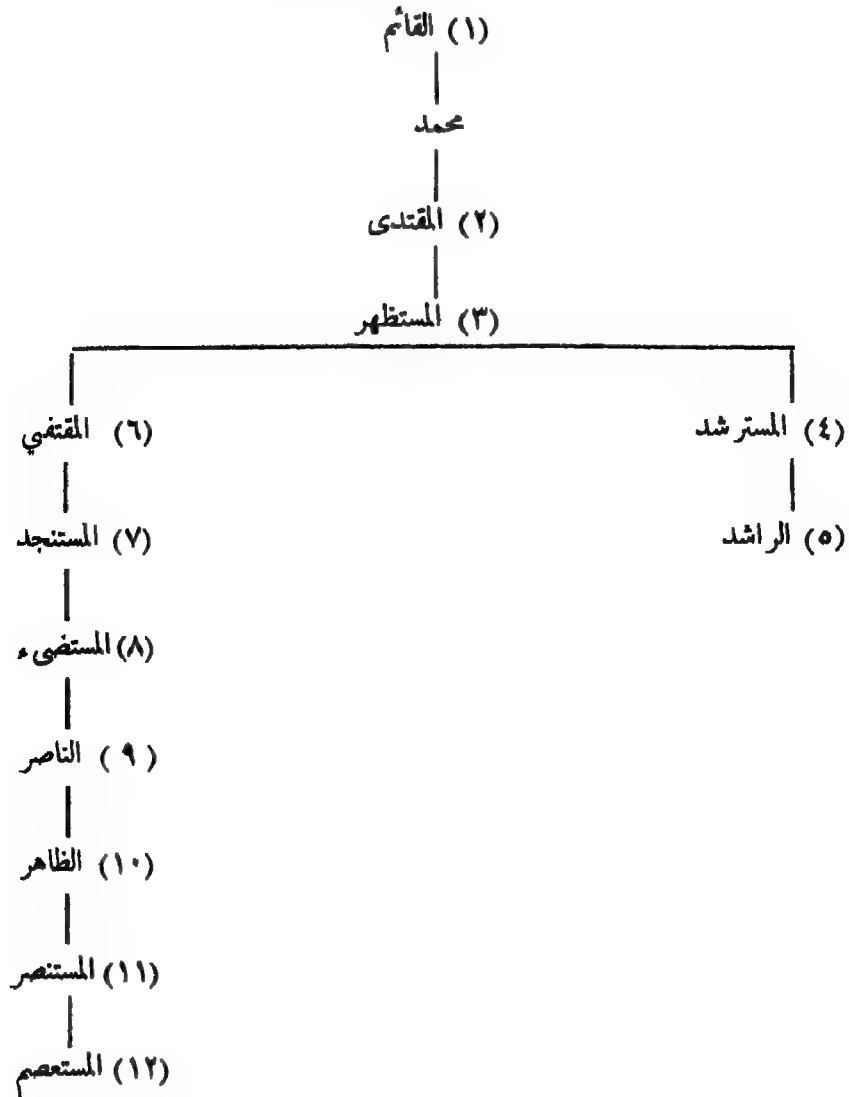 (١) القائم
محمد
(٢) المقتدى
(٣) المستظهر
(٤) المسترشد
(٦) المقتفي
(٥) الراشد
(٧) المستنجد
(٨) المستضىء
(٩) الناصر
(١٠) الظاهر
(١١) المستنصر
(١٢) المستعصم